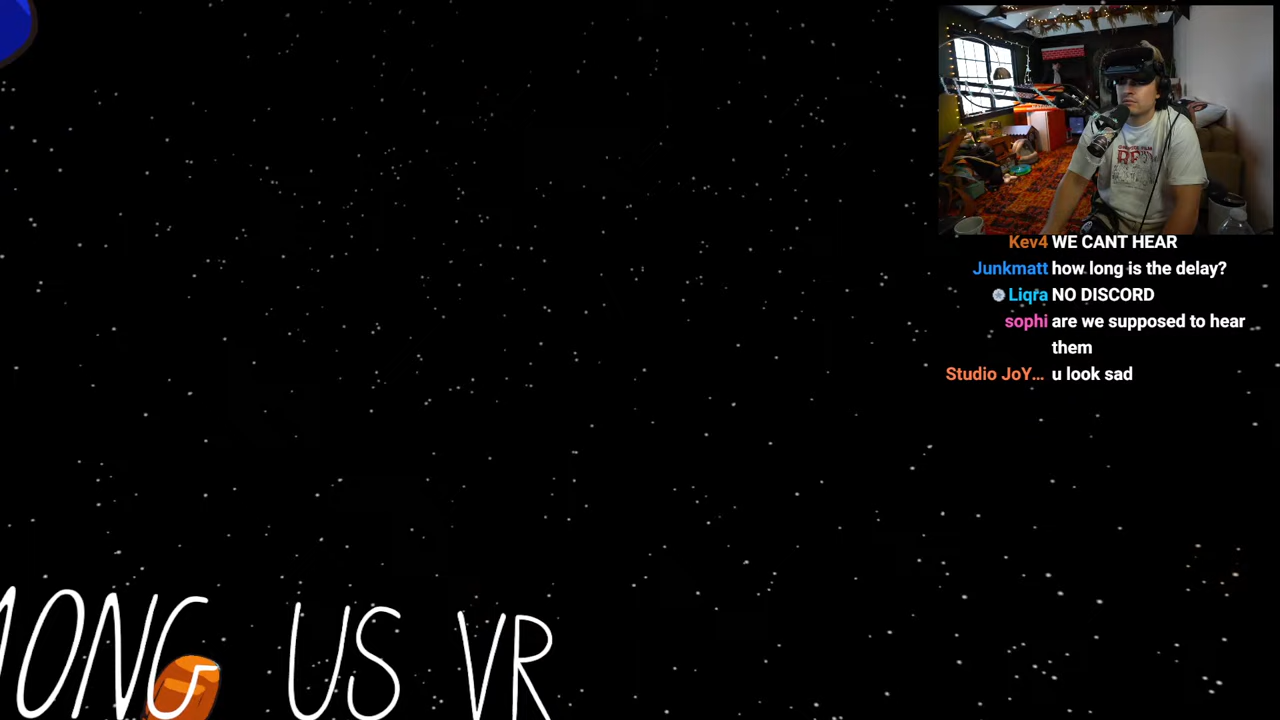 Kev4 WE CANT HEAR
Junkmatt how long is the delay?
Liqra NO DISCORD
sophi are we supposed to hear
them
Studio JoY... u look sad
MONG US VR